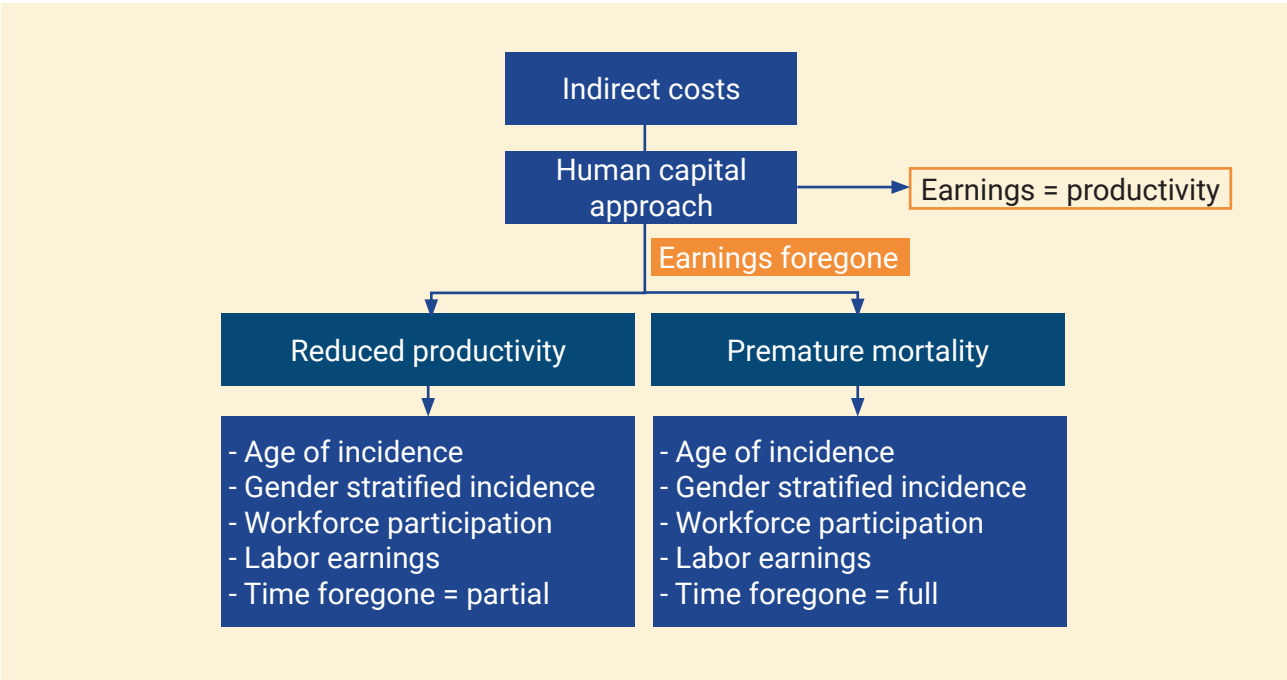 Indirect costs
Human capital
approach
Earnings = productivity
Earnings foregone
Reduced productivity
Premature mortality
- Age of incidence
- Gender stratified incidence
- Workforce participation
- Labor earnings
- Time foregone = partial
- Age of incidence
- Gender stratified incidence
- Workforce participation
- Labor earnings
- Time foregone = full